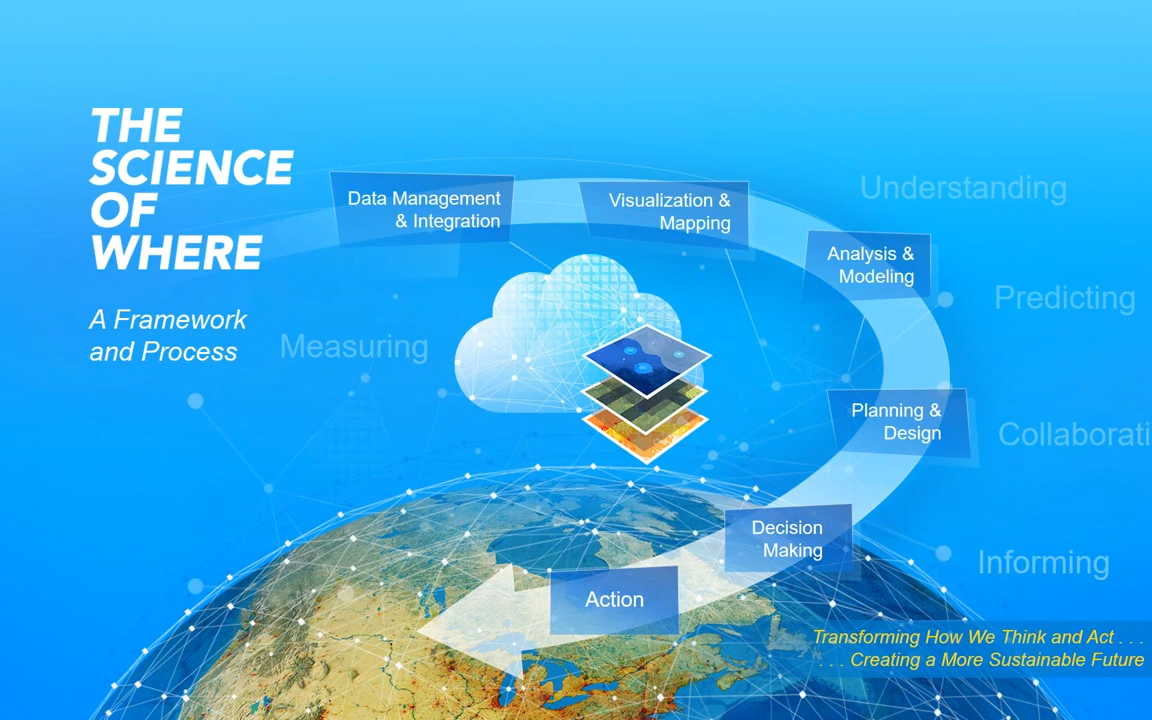 THE
SCIENCE
OF
WHERE
A Framework
and Process
Measuring
Data Management
& Integration
Visualization &
Mapping
Understanding
Analysis &
Modeling
Predicting
Planning &
Design
Collaborati
Decision
Making
Informing
Action
Transforming How We Think and Act . . .
. . . Creating a More Sustainable Future